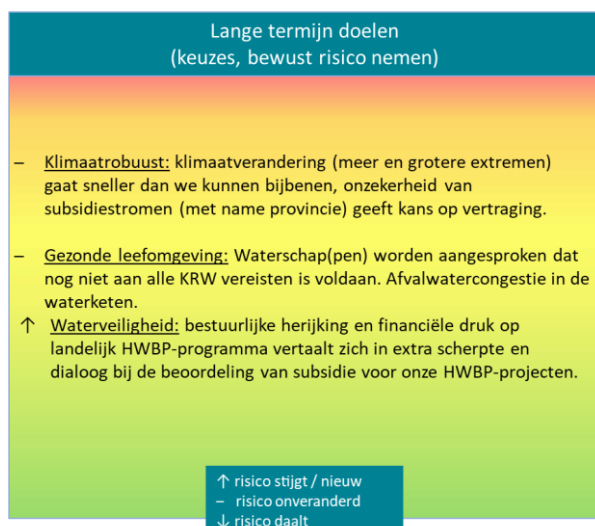 Lange termijn doelen
(keuzes, bewust risico nemen)
– Klimaatrobuust: klimaatverandering (meer en grotere extremen)
gaat sneller dan we kunnen bijbenen, onzekerheid van
subsidiestromen (met name provincie) geeft kans op vertraging.
– Gezonde leefomgeving: Waterschap(pen) worden aangesproken dat
nog niet aan alle KRW vereisten is voldaan. Afvalwatercongestie in de
waterketen.
↑ Waterveiligheid: bestuurlijke herijking en financiële druk op
landelijk HWBP-programma vertaalt zich in extra scherpte en
dialoog bij de beoordeling van subsidie voor onze HWBP-projecten.
↑ risico stijgt / nieuw
– risico onveranderd
↓ risico daalt